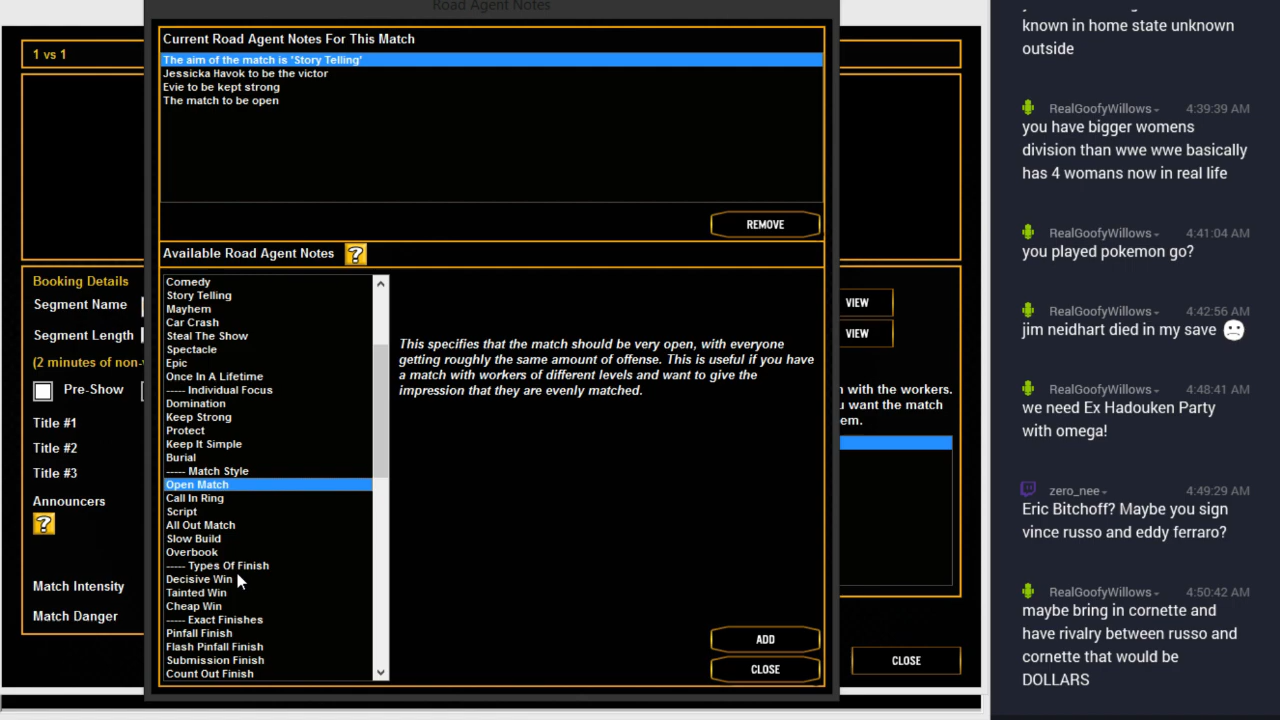 Road Agent Notes
1 vs 1
Current Road Agent Notes For This Match
The aim of the match is 'Story Telling'
Jessicka Havok to be the victor
Evie to be kept strong
The match to be open
REMOVE
Available Road Agent Notes ?
Comedy
Story Telling
Mayhem
Car Crash
Steal The Show
Spectacle
Epic
Once In A Lifetime
----- Individual Focus
Domination
Keep Strong
Protect
Keep It Simple
Burial
----- Match Style
Open Match
Call In Ring
Script
All Out Match
Slow Build
Overbook
----- Types Of Finish
Decisive Win
Tainted Win
Cheap Win
----- Exact Finishes
Pinfall Finish
Flash Pinfall Finish
Submission Finish
Count Out Finish
This specifies that the match should be very open, with everyone
getting roughly the same amount of offense. This is useful if you have
a match with workers of different levels and want to give the
impression that they are evenly matched.
ADD
CLOSE
Booking Details
Segment Name
Segment Length
(2 minutes of non-
Pre-Show
Title #1
Title #2
Title #3
Announcers
?
Match Intensity
Match Danger
VIEW
VIEW
with the workers.
want the match
CLOSE
known in home state unknown
outside
RealGoofyWillows 4:39:39 AM
you have bigger womens
division than wwe wwe basically
has 4 womans now in real life
RealGoofyWillows 4:41:04 AM
you played pokemon go?
RealGoofyWillows 4:42:56 AM
jim neidhart died in my save
RealGoofyWillows 4:48:41 AM
we need Ex Hadouken Party
with omega!
zero_nee 4:49:29 AM
Eric Bitchoff? Maybe you sign
vince russo and eddy ferraro?
RealGoofyWillows 4:50:42 AM
maybe bring in cornette and
have rivalry between russo and
cornette that would be
DOLLARS